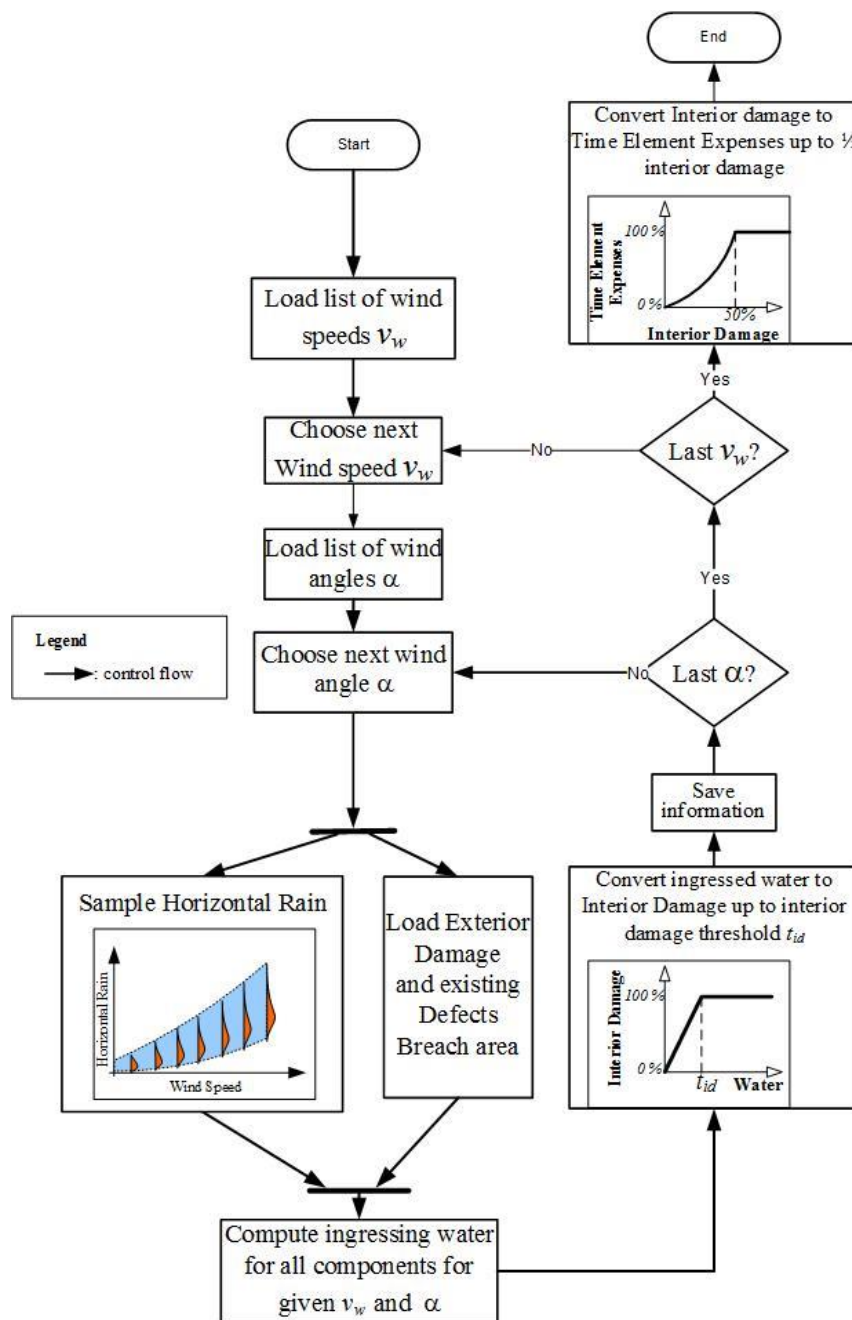 Start
Load list of wind
speeds v_w
Choose next
Wind speed v_w
Load list of wind
angles α
Choose next wind
angle α
Legend
: control flow
Sample Horizontal Rain
Horizontal Rain
Wind Speed
Load Exterior
Damage
and existing
Defects
Breach area
Compute ingressing water
for all components for
given v_w and α
Convert ingressed water to
Interior Damage up to interior
damage threshold t_id
Interior Damage
100 %
0 %
t_id
Water
Save
information
Last α?
No
Yes
Last v_w?
No
Yes
Convert Interior damage to
Time Element Expenses up to ½
interior damage
Time Element
Expenses
100 %
0 %
50%
Interior Damage
End